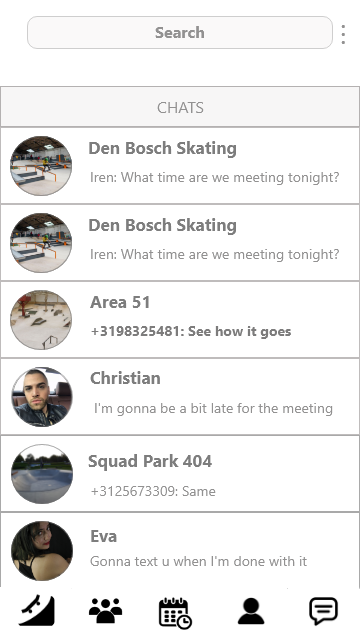 Search
CHATS
Den Bosch Skating
Iren: What time are we meeting tonight?
Den Bosch Skating
Iren: What time are we meeting tonight?
Area 51
+3198325481: See how it goes
Christian
I'm gonna be a bit late for the meeting
Squad Park 404
+3125673309: Same
Eva
Gonna text u when I'm done with it